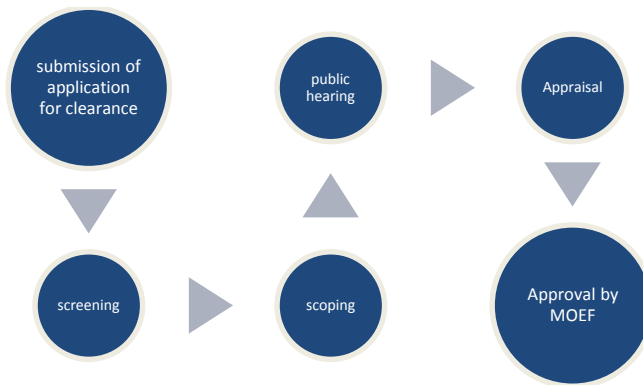 submission of
application
for clearance
screening
scoping
public
hearing
Appraisal
Approval by
MOEF